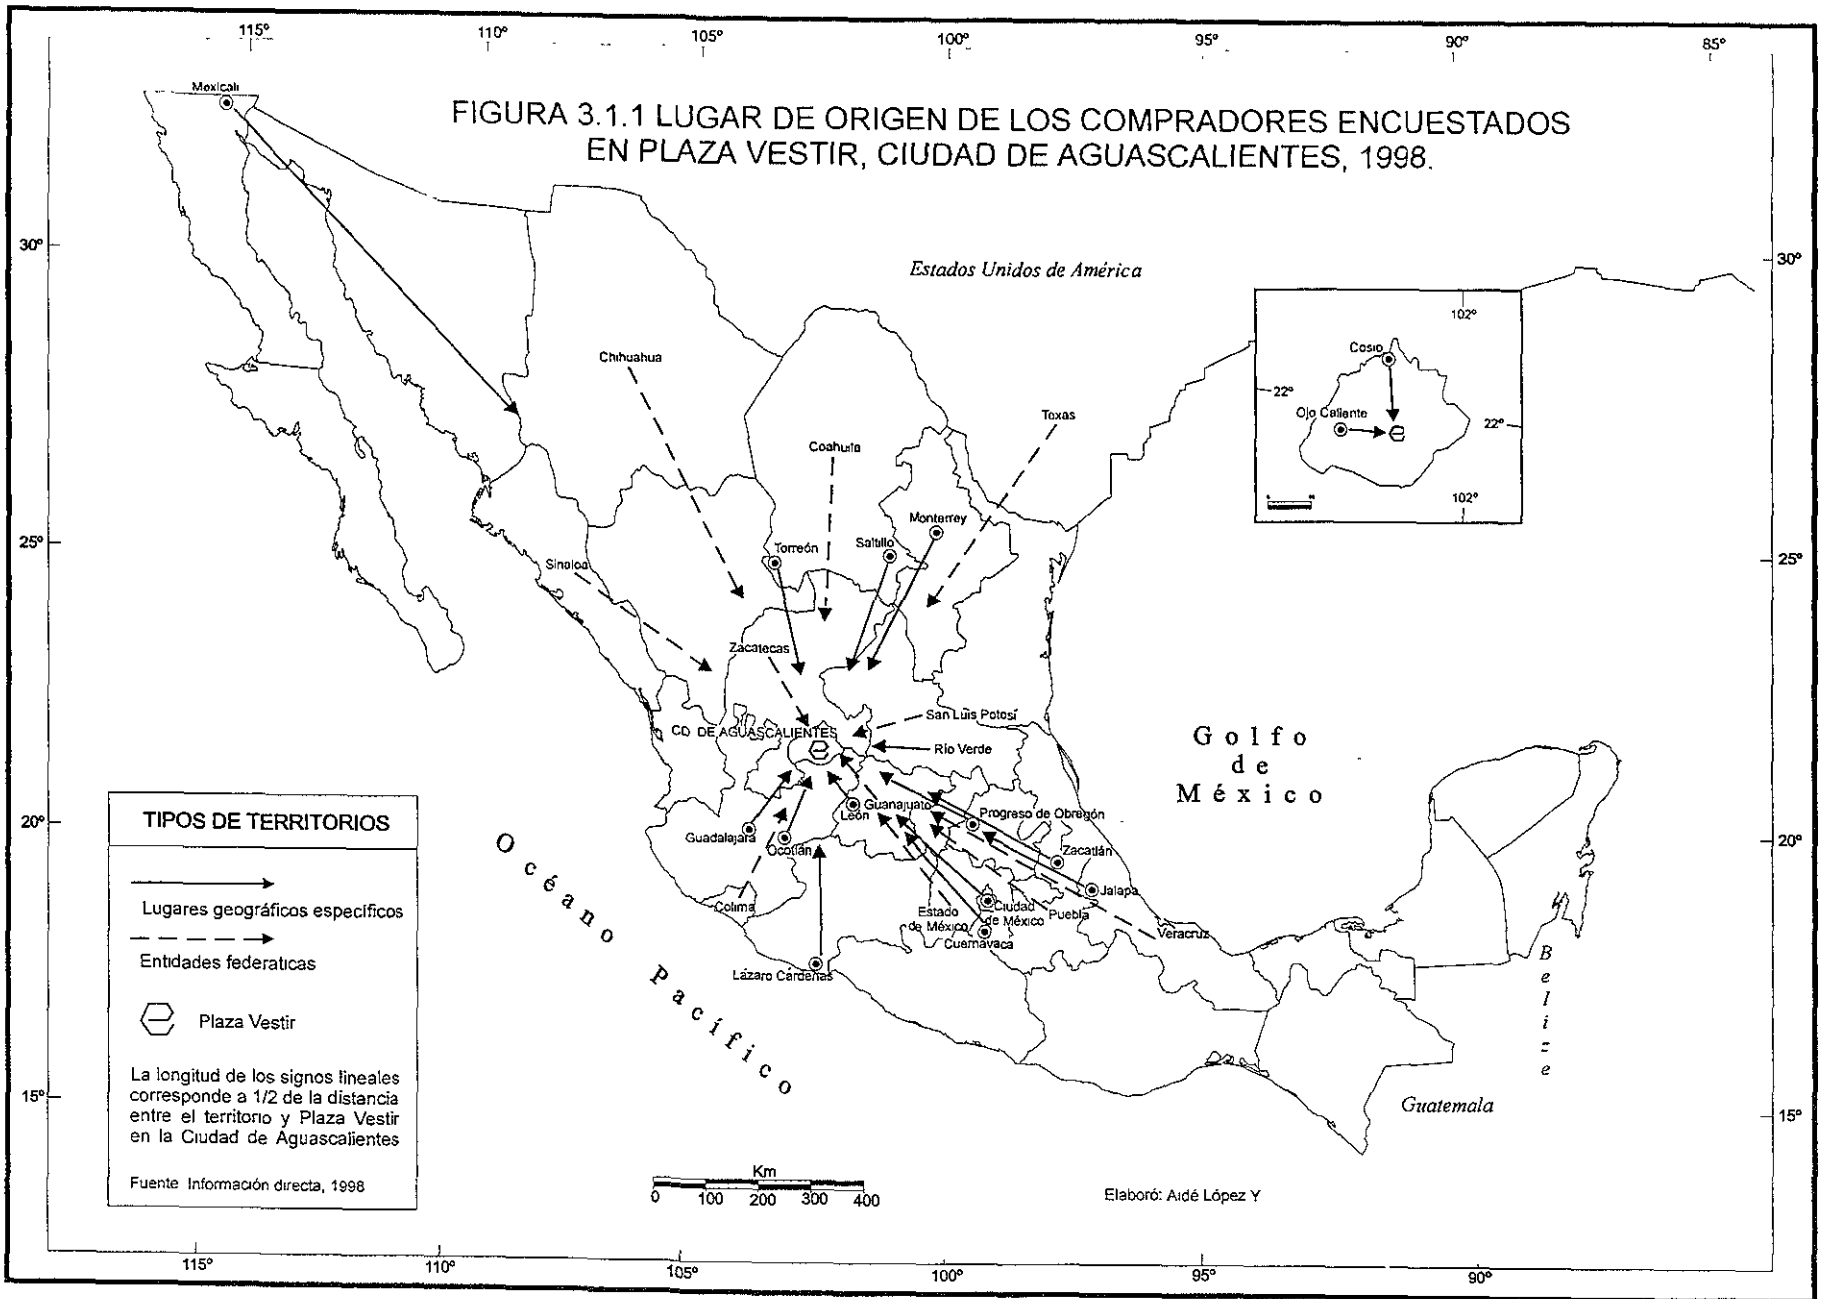 115° 110° 105° 100° 95° 90° 85°
FIGURA 3.1.1 LUGAR DE ORIGEN DE LOS COMPRADORES ENCUESTADOS
EN PLAZA VESTIR, CIUDAD DE AGUASCALIENTES, 1998.
Mexicali
30°
30°
Estados Unidos de América
102°
Cosio
22°
Ojo Caliente
22°
102°
Chihuahua
Texas
Coahuila
Monterrey
Saltillo
Torreón
25°
25°
Sinaloa
Zacatecas
San Luis Potosí
CD DE AGUASCALIENTES
Río Verde
Golfo
de
México
Guanajuato
León
Progreso de Obregón
20°
20°
Guadalajara
Ocotlán
Zacatlán
Jalapa
Colima
Estado
de México
Ciudad
de México
Puebla
Cuernavaca
Veracruz
Lázaro Cárdenas
Océano Pacífico
Belize
Guatemala
15°
15°
TIPOS DE TERRITORIOS
Lugares geográficos específicos
Entidades federaticas
Plaza Vestir
La longitud de los signos lineales
corresponde a 1/2 de la distancia
entre el territorio y Plaza Vestir
en la Ciudad de Aguascalientes
Fuente Información directa, 1998
Km
0 100 200 300 400
Elaboró: Aidé López Y
115° 110° 105° 100° 95° 90°